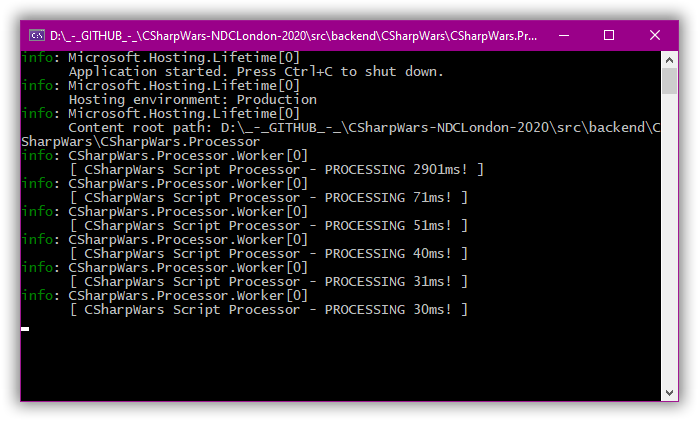 D:\_-_GITHUB_-_\CSharpWars-NDCLondon-2020\src\backend\CSharpWars\CSharpWars.Pr...
info: Microsoft.Hosting.Lifetime[0]
Application started. Press Ctrl+C to shut down.
info: Microsoft.Hosting.Lifetime[0]
Hosting environment: Production
info: Microsoft.Hosting.Lifetime[0]
Content root path: D:\_-_GITHUB_-_\CSharpWars-NDCLondon-2020\src\backend\C
SharpWars\CSharpWars.Processor
info: CSharpWars.Processor.Worker[0]
[ CSharpWars Script Processor - PROCESSING 2901ms! ]
info: CSharpWars.Processor.Worker[0]
[ CSharpWars Script Processor - PROCESSING 71ms! ]
info: CSharpWars.Processor.Worker[0]
[ CSharpWars Script Processor - PROCESSING 51ms! ]
info: CSharpWars.Processor.Worker[0]
[ CSharpWars Script Processor - PROCESSING 40ms! ]
info: CSharpWars.Processor.Worker[0]
[ CSharpWars Script Processor - PROCESSING 31ms! ]
info: CSharpWars.Processor.Worker[0]
[ CSharpWars Script Processor - PROCESSING 30ms! ]